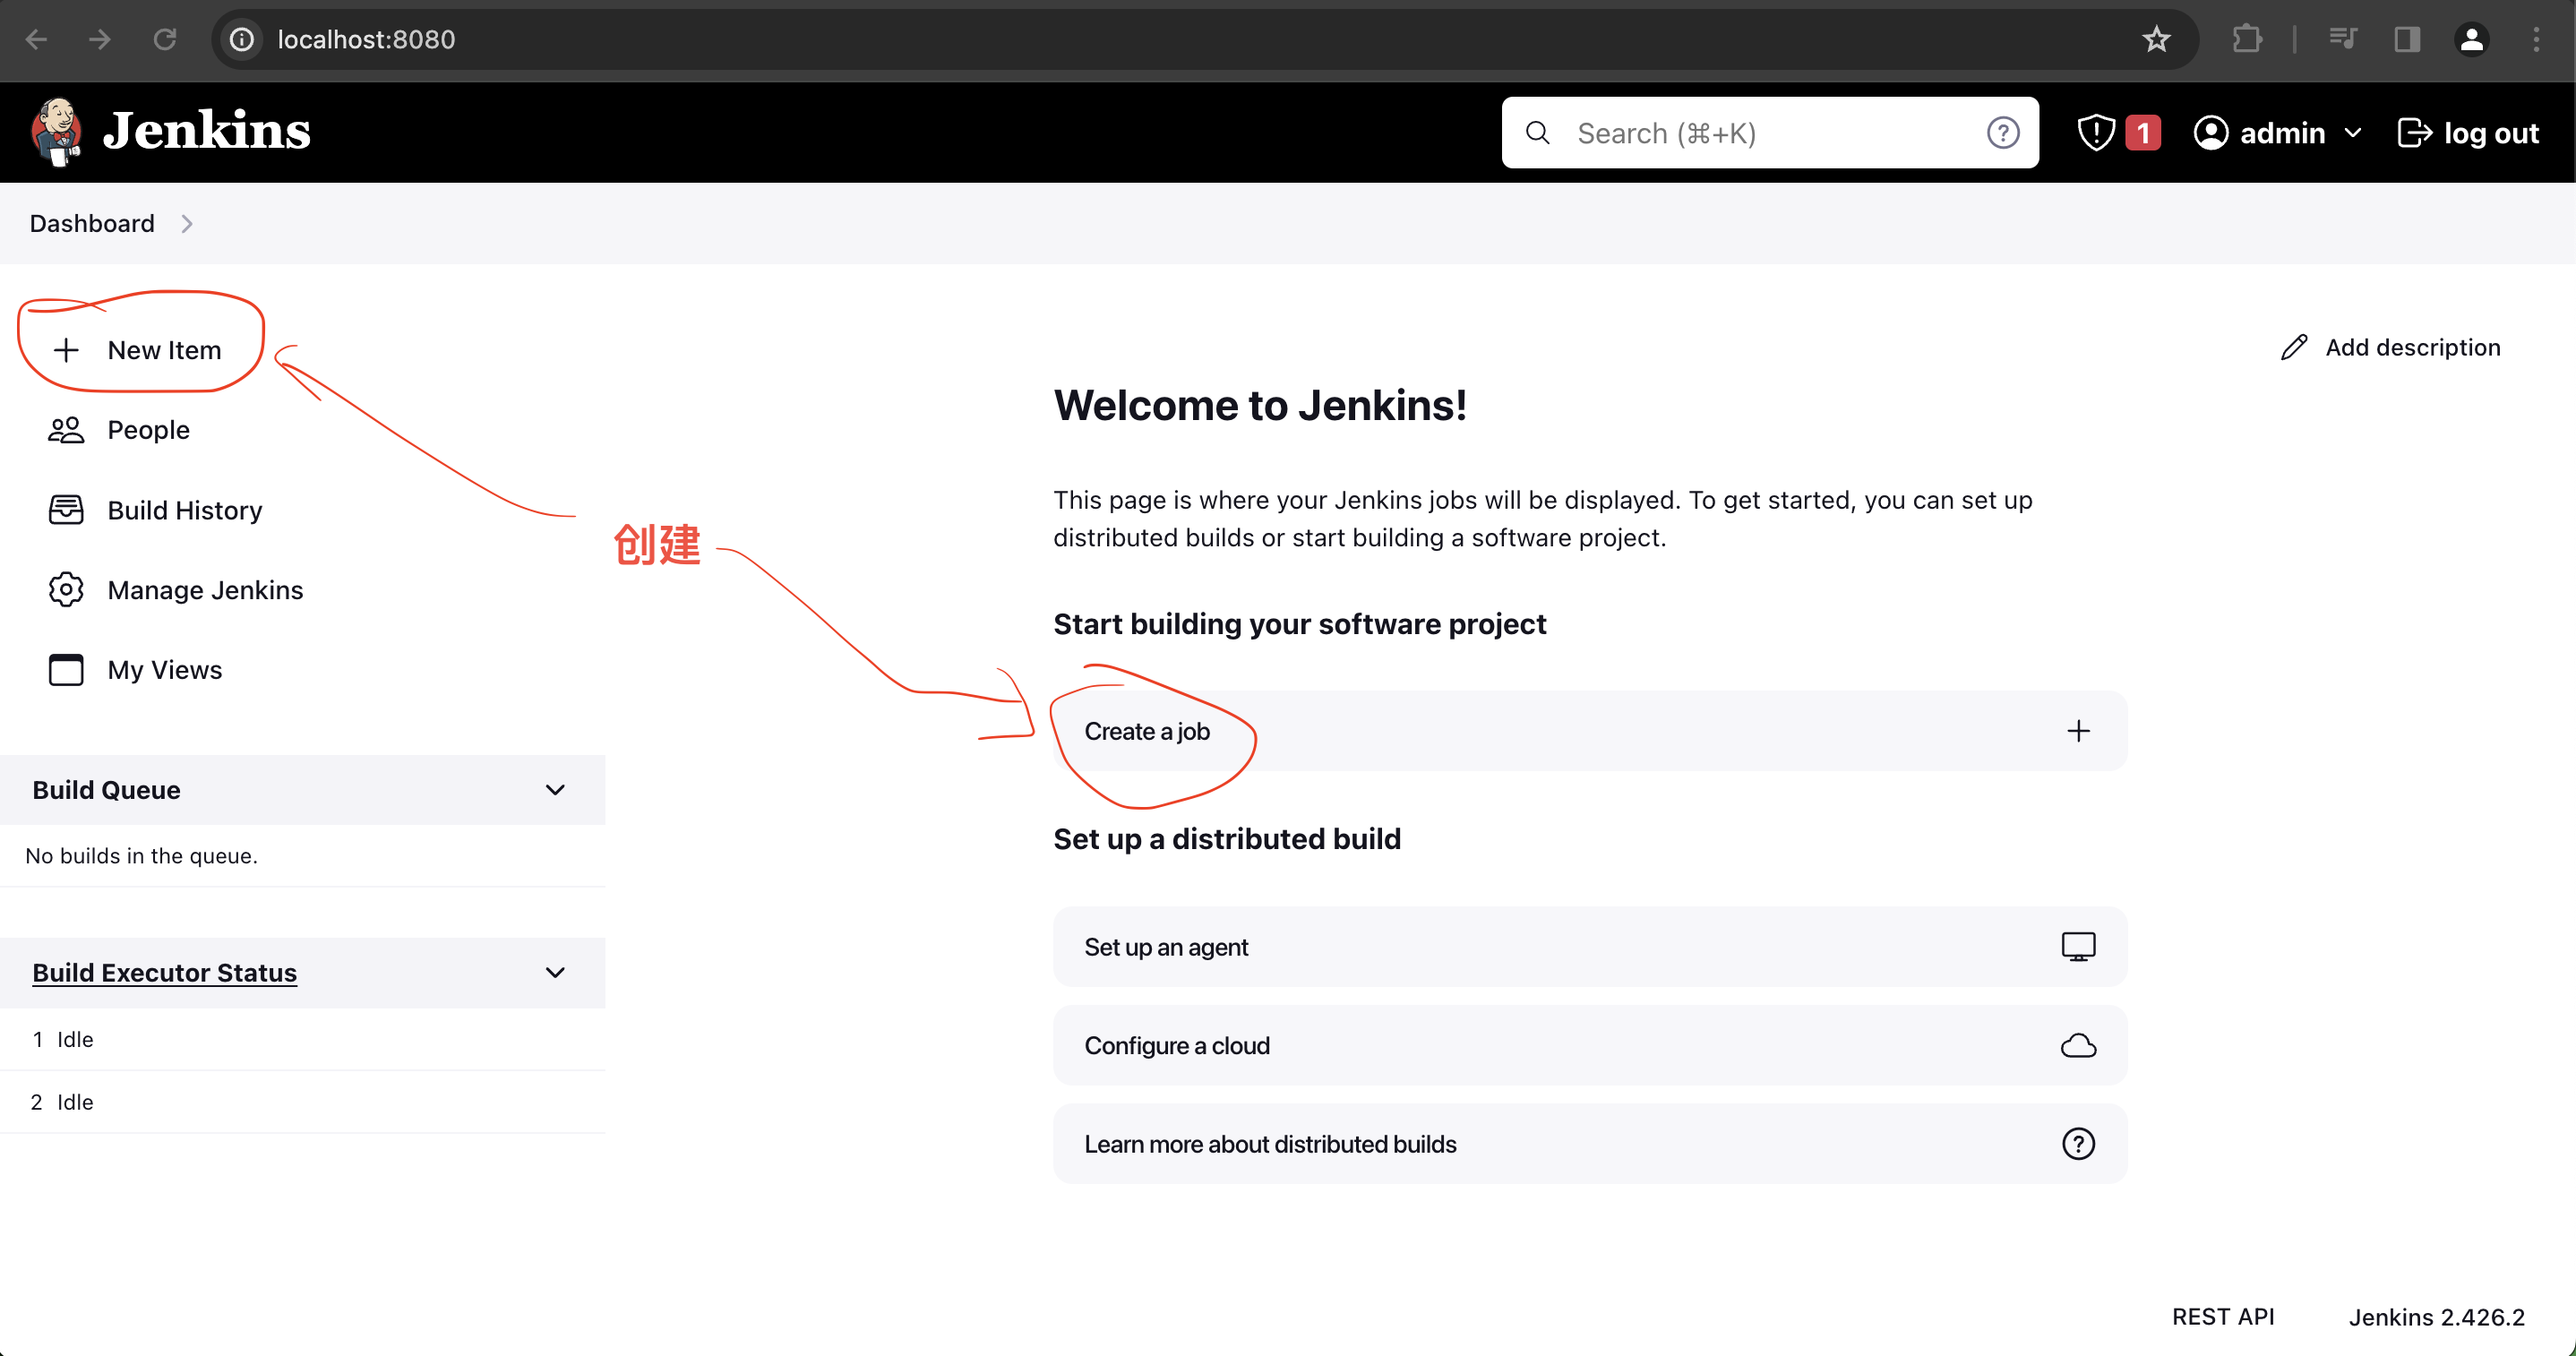 localhost:8080
Jenkins
Search (⌘+K)
1
admin
log out
Dashboard
New Item
People
Build History
Manage Jenkins
My Views
Build Queue
No builds in the queue.
Build Executor Status
1 Idle
2 Idle
创建
Add description
Welcome to Jenkins!
This page is where your Jenkins jobs will be displayed. To get started, you can set up
distributed builds or start building a software project.
Start building your software project
Create a job
Set up a distributed build
Set up an agent
Configure a cloud
Learn more about distributed builds
REST API
Jenkins 2.426.2